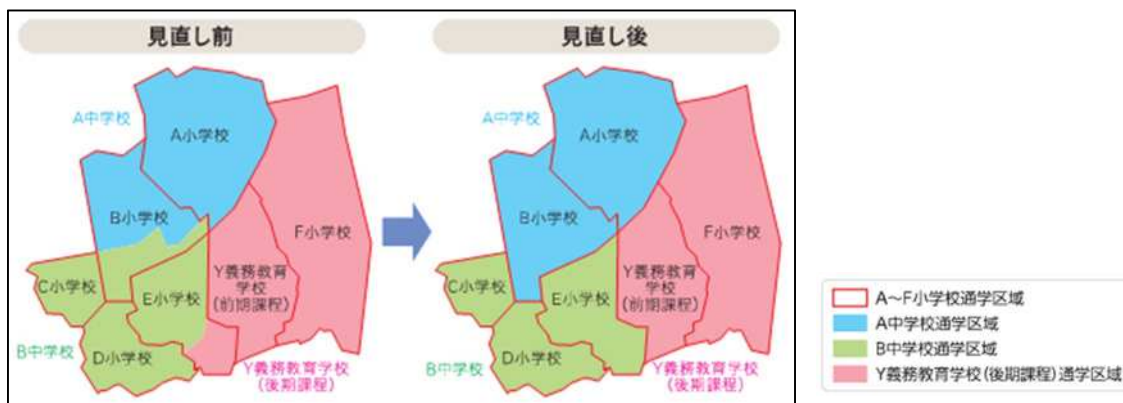 見直し前
A中学校
A小学校
B小学校
F小学校
C小学校
E小学校
Y義務教育
学校
(前期課程)
D小学校
B中学校
Y義務教育学校
(後期課程)
見直し後
A中学校
A小学校
B小学校
F小学校
C小学校
E小学校
Y義務教育
学校
(前期課程)
D小学校
B中学校
Y義務教育学校
(後期課程)
A~F小学校通学区域
A中学校通学区域
B中学校通学区域
Y義務教育学校(後期課程)通学区域